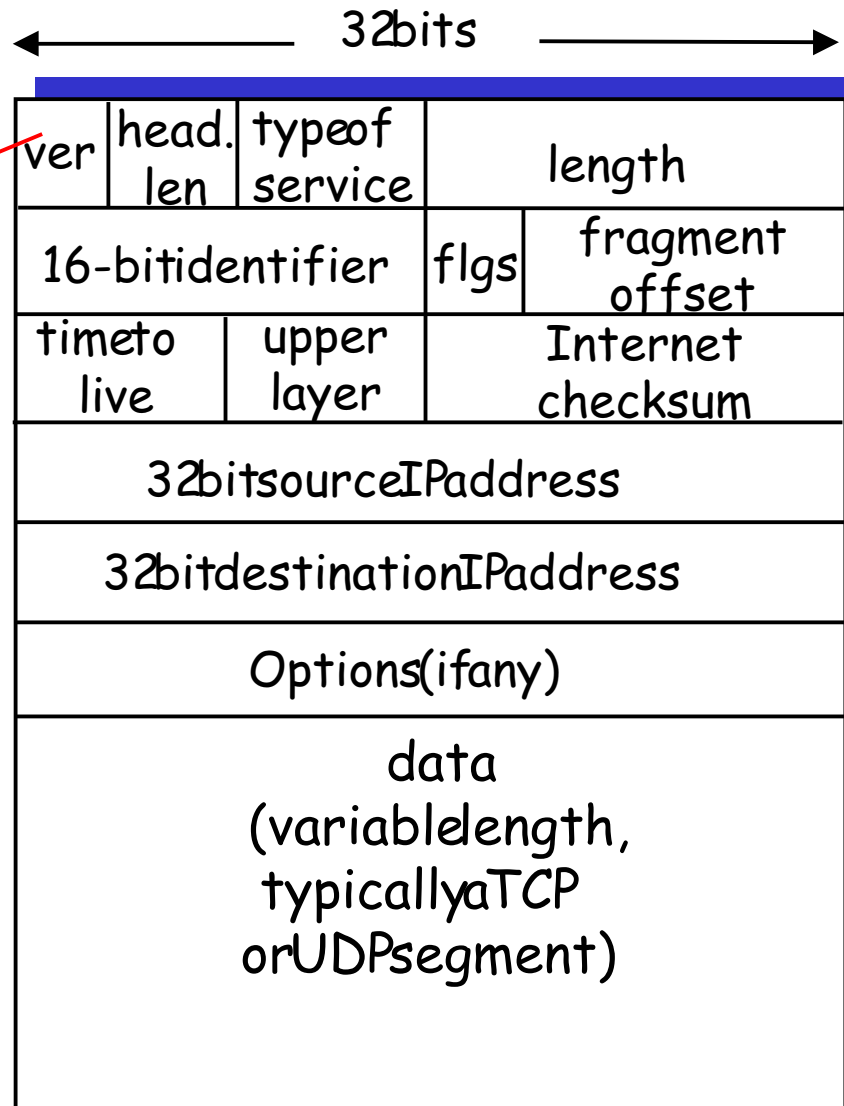 32bits
ver
head.
len
typeof
service
length
16-bitidentifier
flgs
fragment
offset
timeto
live
upper
layer
Internet
checksum
32bitsourceIPaddress
32bitdestinationIPaddress
Options(ifany)
data
(variablelength,
typicallyaTCP
orUDPsegment)